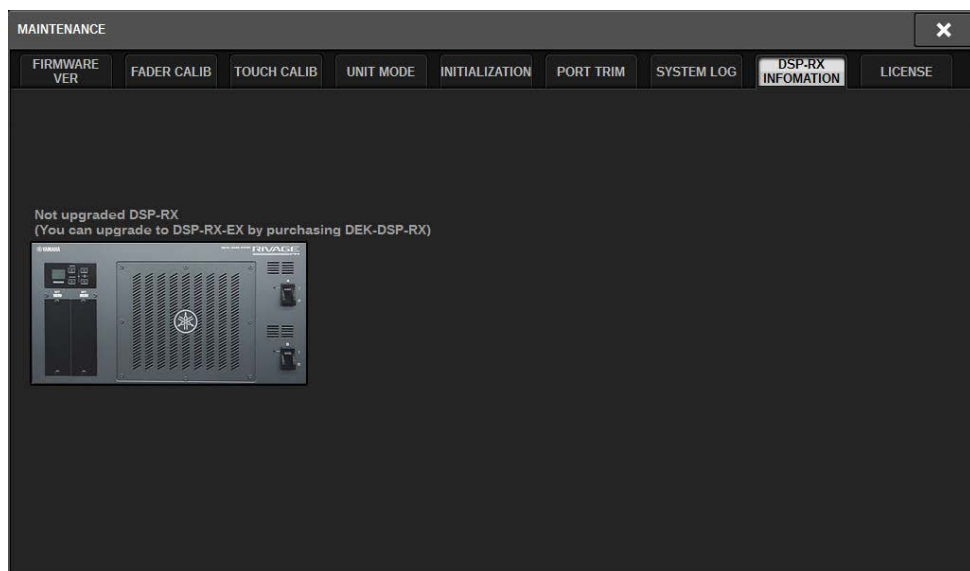 MAINTENANCE
FIRMWARE
VER
FADER CALIB
TOUCH CALIB
UNIT MODE
INITIALIZATION
PORT TRIM
SYSTEM LOG
DSP-RX
INFOMATION
LICENSE
Not upgraded DSP-RX
(You can upgrade to DSP-RX-EX by purchasing DEK-DSP-RX)
YAMAHA
RIVAGE